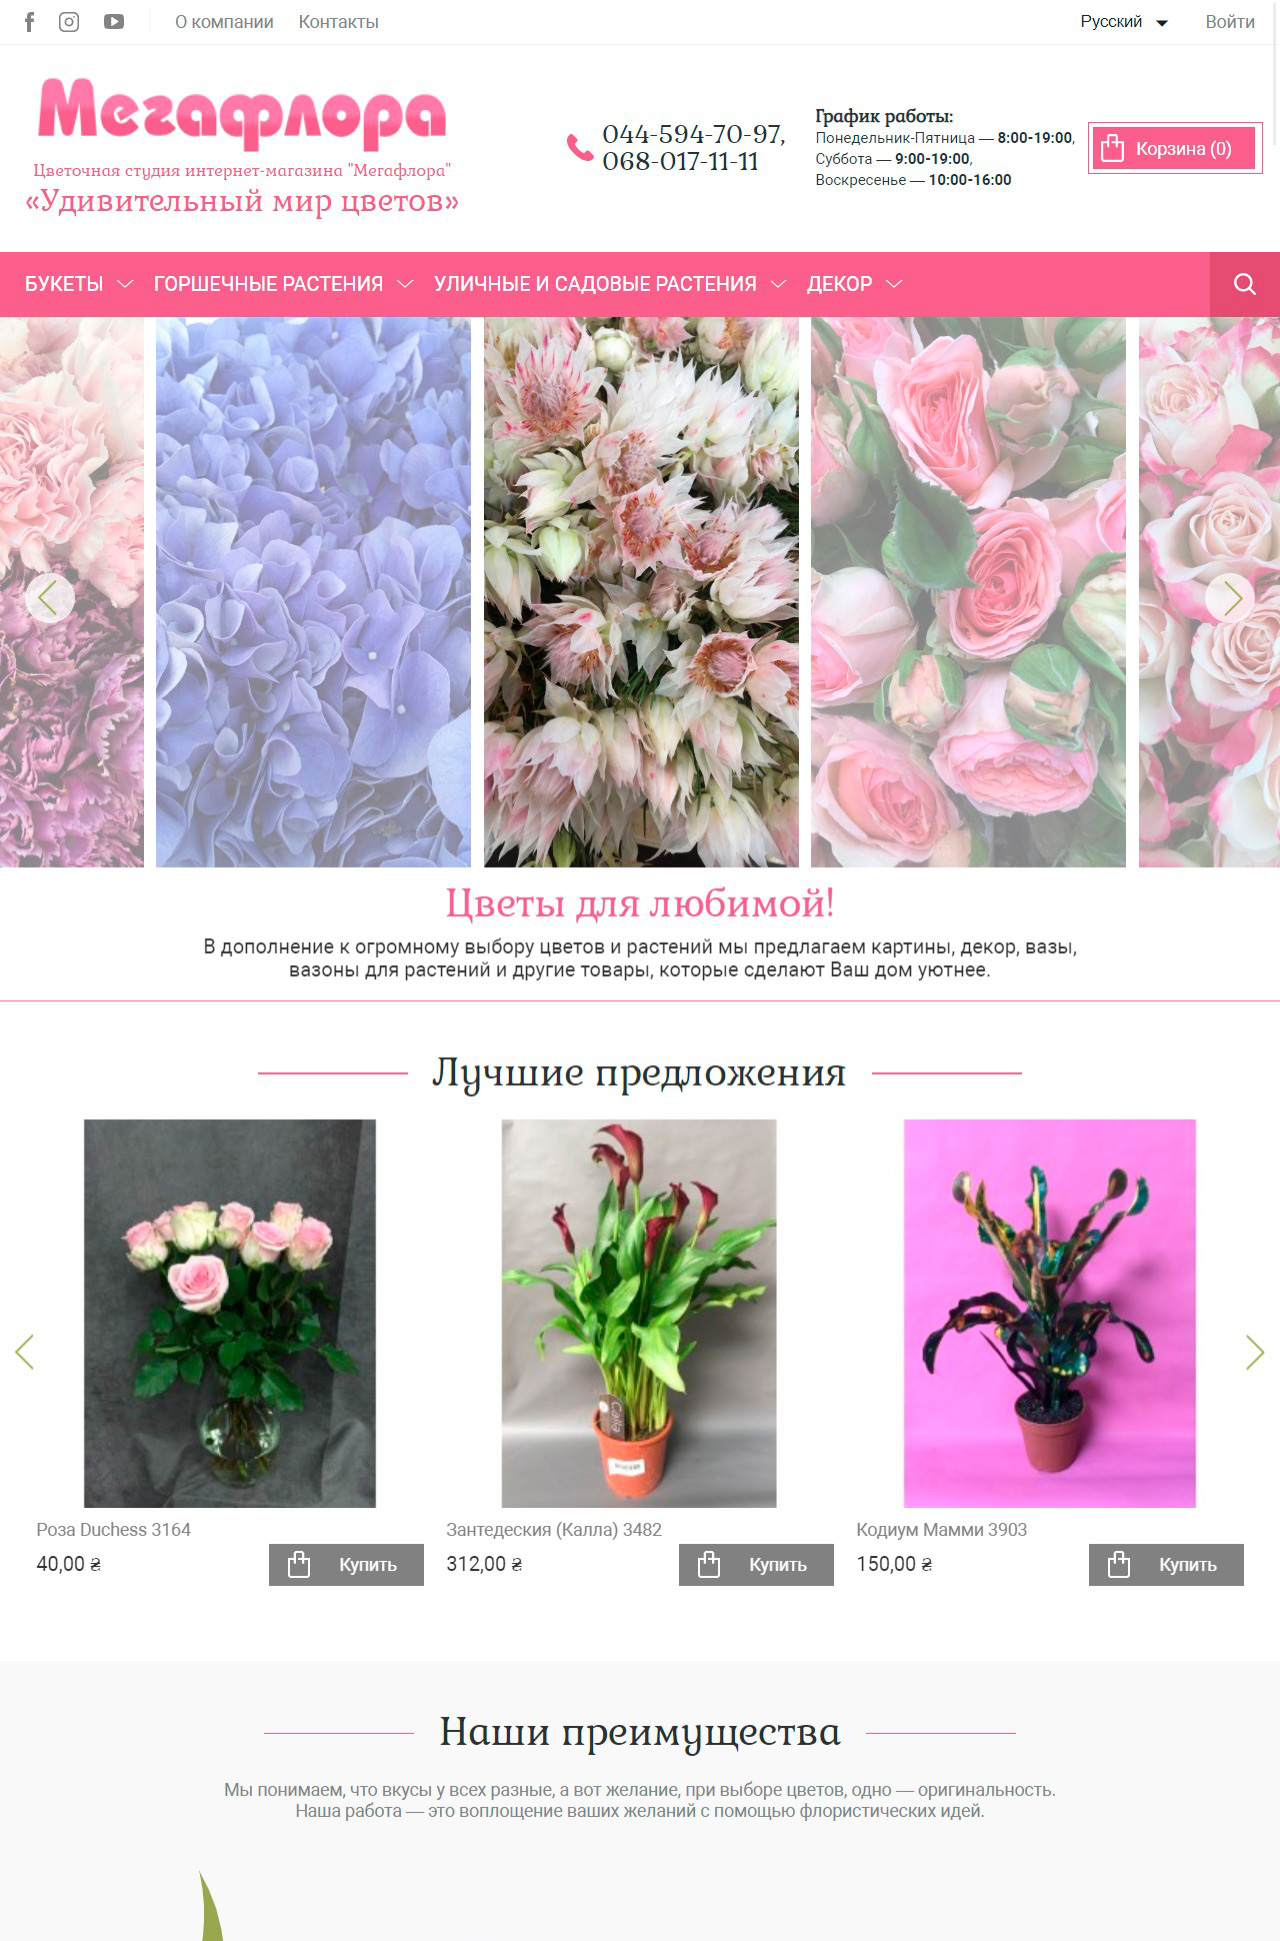 О компании
Контакты
Русский
Войти
Мегафлора
Цветочная студия интернет-магазина "Мегафлора"
«Удивительный мир цветов»
044-594-70-97,
068-017-11-11
График работы:
Понедельник-Пятница — 8:00-19:00,
Суббота — 9:00-19:00,
Воскресенье — 10:00-16:00
Корзина (0)
БУКЕТЫ
ГОРШЕЧНЫЕ РАСТЕНИЯ
УЛИЧНЫЕ И САДОВЫЕ РАСТЕНИЯ
ДЕКОР
Цветы для любимой!
В дополнение к огромному выбору цветов и растений мы предлагаем картины, декор, вазы,
вазоны для растений и другие товары, которые сделают Ваш дом уютнее.
Лучшие предложения
Calla
Роза Duchess 3164
40,00 ₴
Купить
Зантедеския (Калла) 3482
312,00 ₴
Купить
Кодиум Мамми 3903
150,00 ₴
Купить
Наши преимущества
Мы понимаем, что вкусы у всех разные, а вот желание, при выборе цветов, одно — оригинальность.
Наша работа — это воплощение ваших желаний с помощью флористических идей.